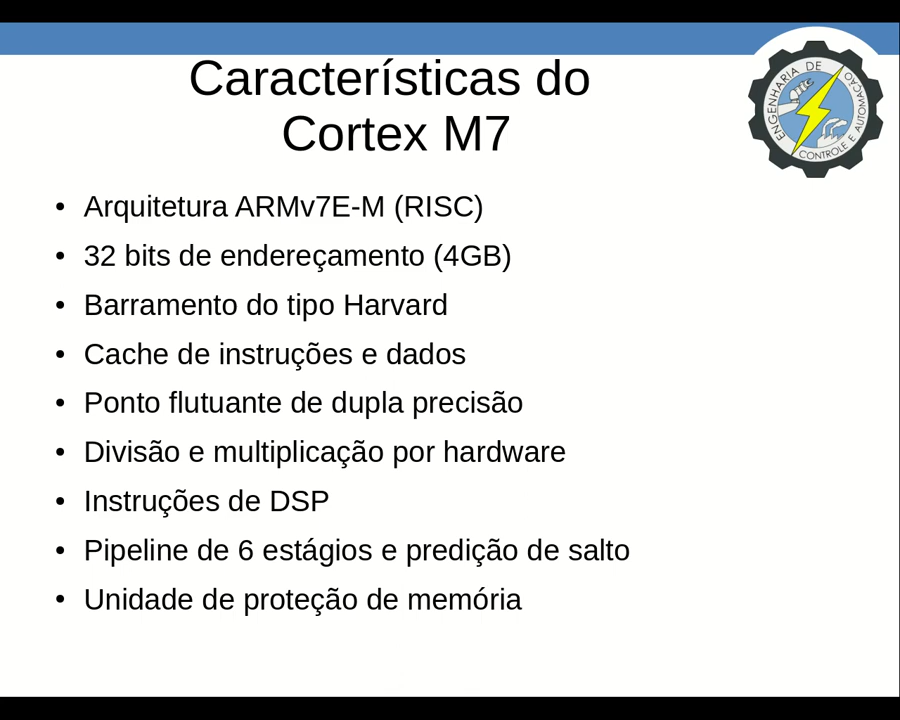 Características do
Cortex M7
ENGENHARIA DE
CONTROLE E AUTOMAÇÃO
• Arquitetura ARMv7E-M (RISC)
• 32 bits de endereçamento (4GB)
• Barramento do tipo Harvard
• Cache de instruções e dados
• Ponto flutuante de dupla precisão
• Divisão e multiplicação por hardware
• Instruções de DSP
• Pipeline de 6 estágios e predição de salto
• Unidade de proteção de memória